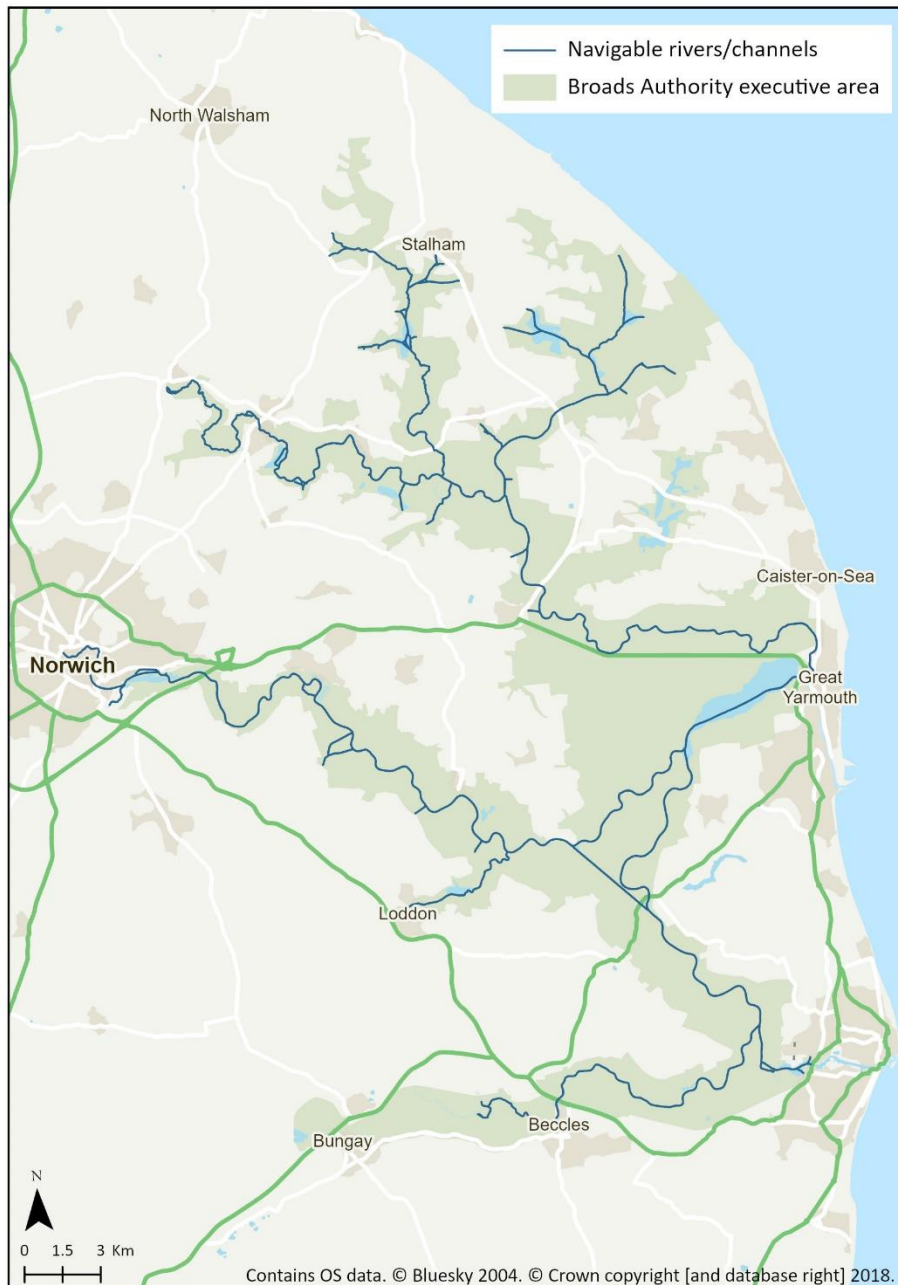 Navigable rivers/channels
Broads Authority executive area
North Walsham
Stalham
Caister-on-Sea
Norwich
Great
Yarmouth
Loddon
Beccles
Bungay
N
0 1.5 3 Km
Contains OS data. © Bluesky 2004. © Crown copyright [and database right] 2018.